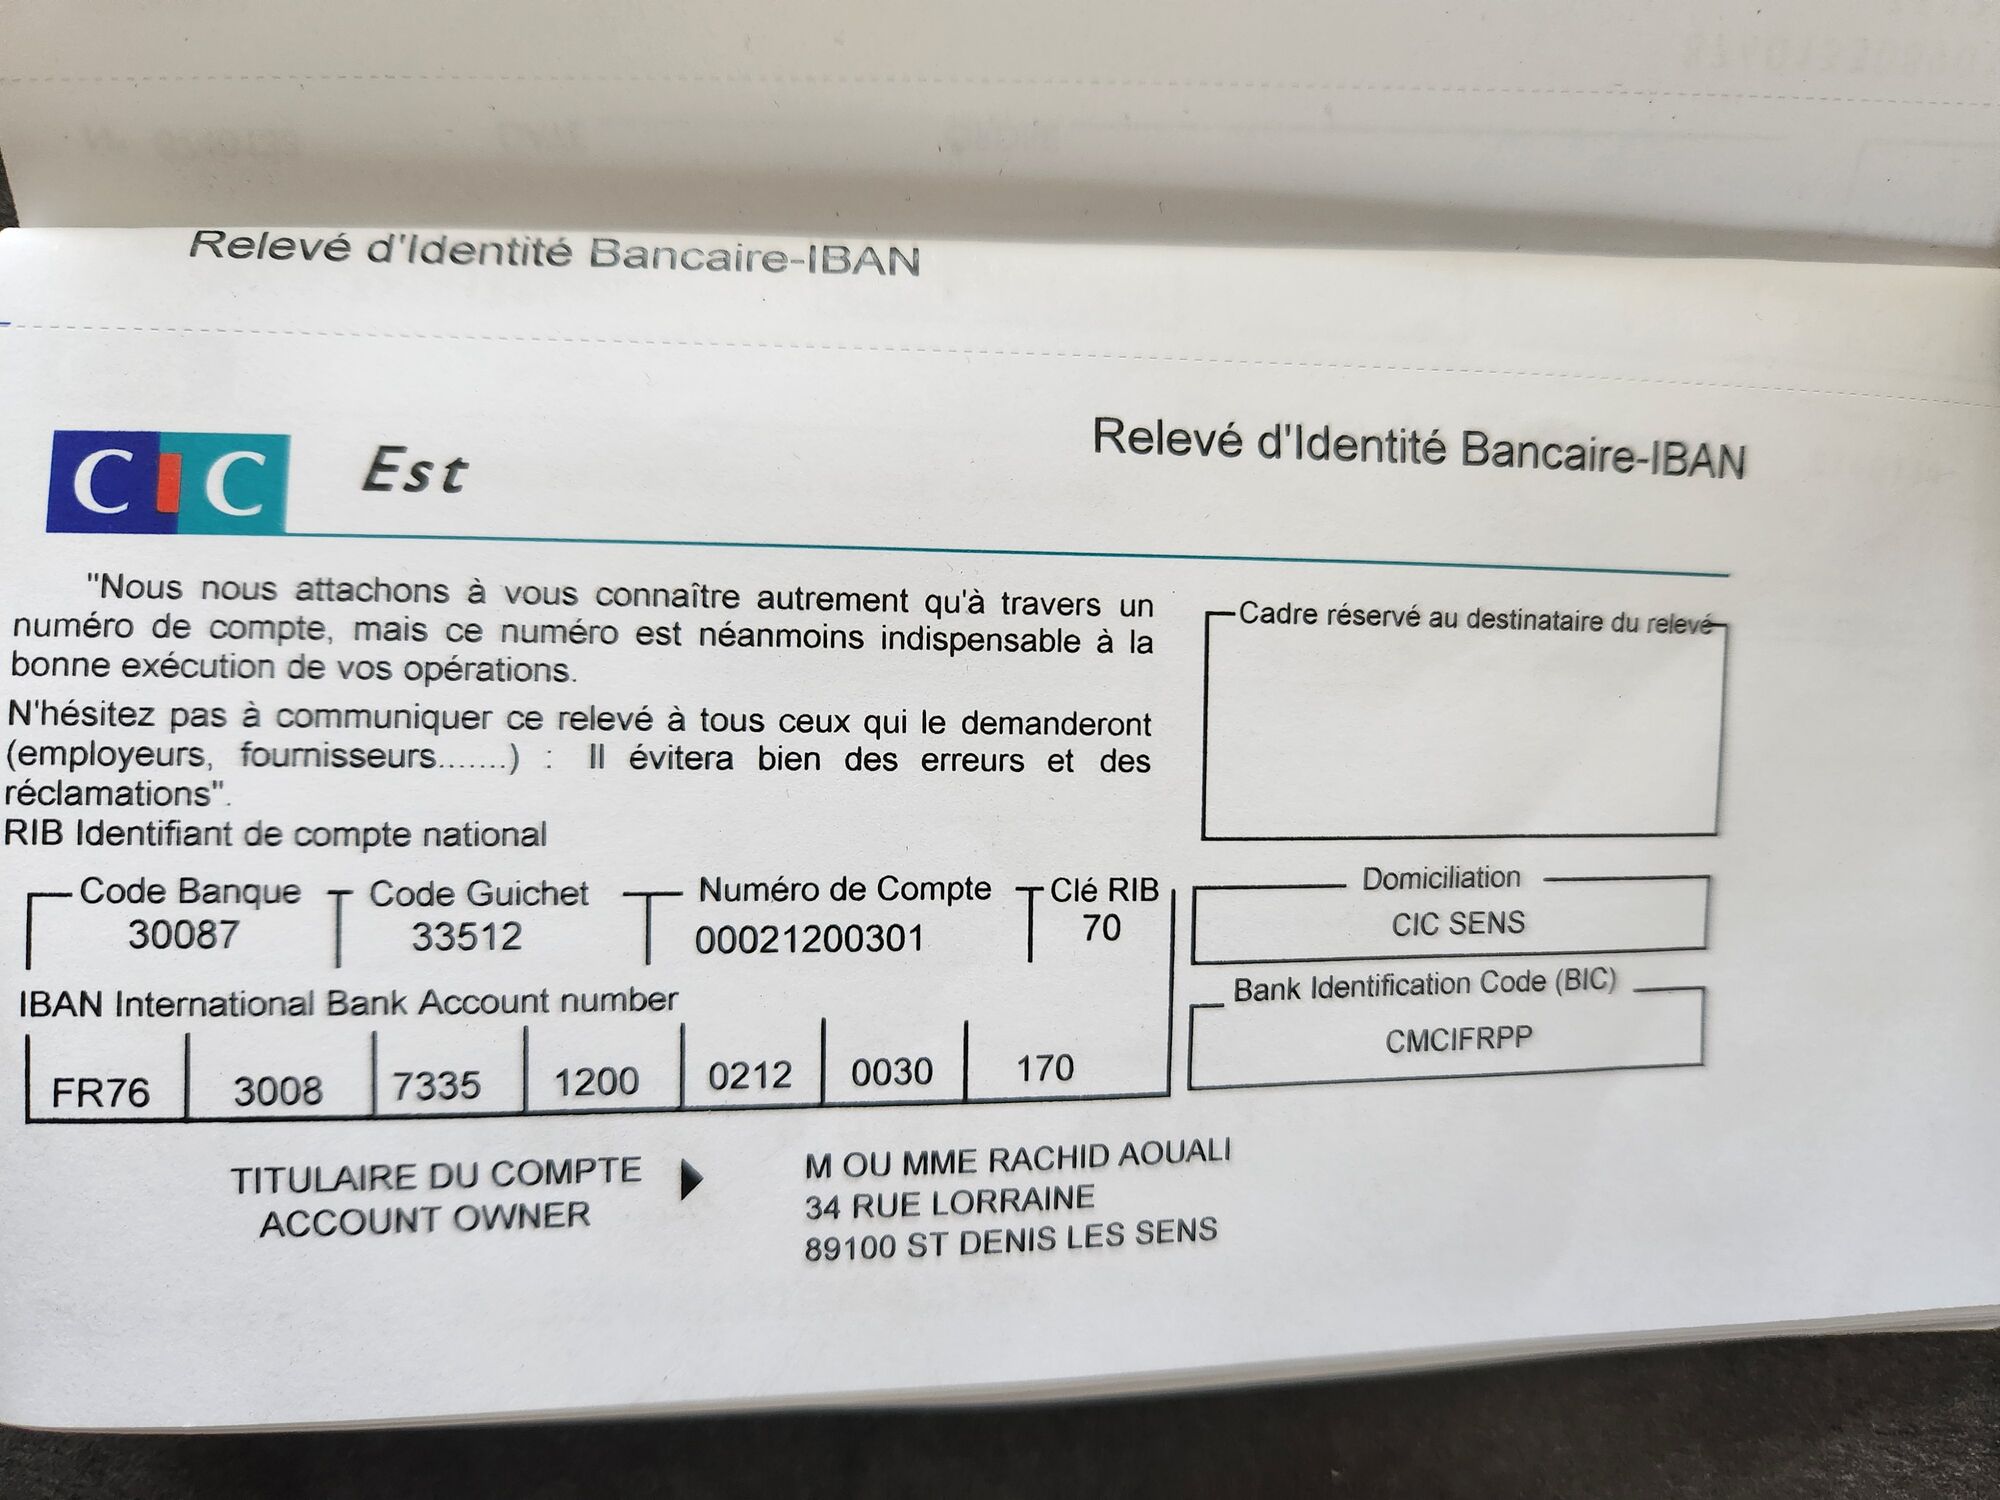 Relevé d'Identité Bancaire-IBAN
CIC Est
Relevé d'Identité Bancaire-IBAN
"Nous nous attachons à vous connaître autrement qu'à travers un
numéro de compte, mais ce numéro est néanmoins indispensable à la
bonne exécution de vos opérations.
N'hésitez pas à communiquer ce relevé à tous ceux qui le demanderont
(employeurs, fournisseurs.......) : Il évitera bien des erreurs et des
réclamations".
Cadre réservé au destinataire du relevé
RIB Identifiant de compte national
Code Banque Code Guichet Numéro de Compte Clé RIB
30087 33512 00021200301 70
Domiciliation
CIC SENS
IBAN International Bank Account number
FR76 3008 7335 1200 0212 0030 170
Bank Identification Code (BIC)
CMCIFRPP
TITULAIRE DU COMPTE
ACCOUNT OWNER
M OU MME RACHID AOUALI
34 RUE LORRAINE
89100 ST DENIS LES SENS